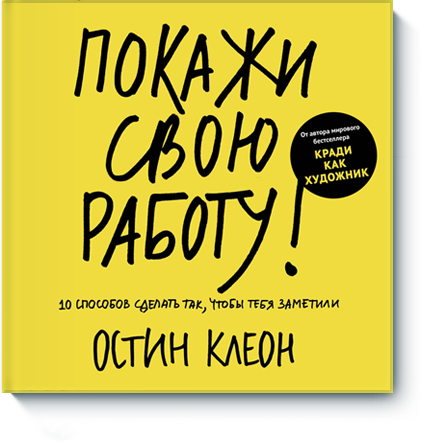 ПОКАЖИ
СВОЮ
РАБОТУ!
От автора мирового
бестселлера
КРАДИ
КАК
ХУДОЖНИК
10 СПОСОБОВ СДЕЛАТЬ ТАК, ЧТОБЫ ТЕБЯ ЗАМЕТИЛИ
ОСТИН КЛЕОН